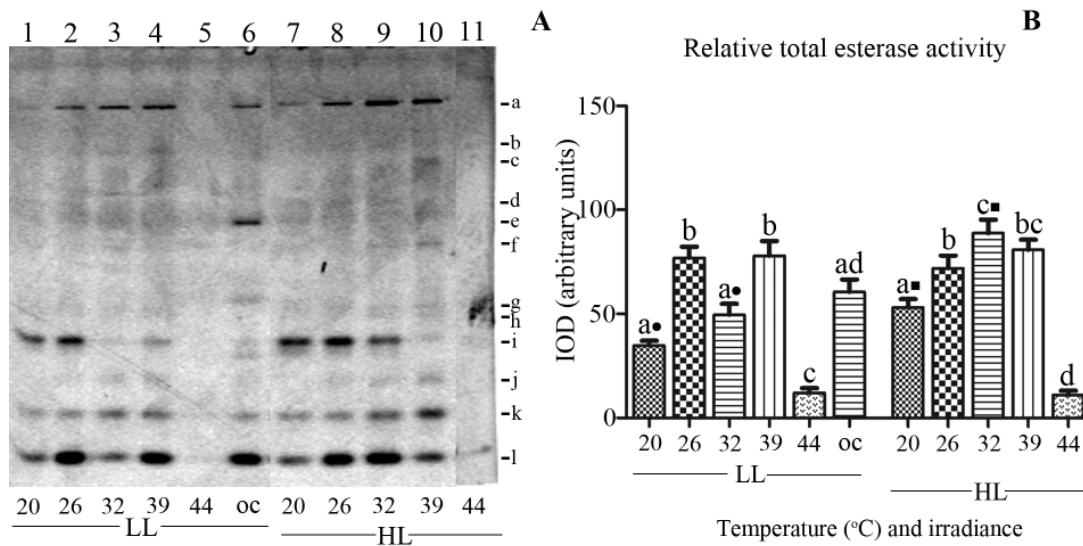 1 2 3 4 5 6 7 8 9 10 11
A
a
b
c
d
e
f
g
h
i
j
k
l
20 26 32 39 44 oc 20 26 32 39 44
LL HL
B
Relative total esterase activity
IOD (arbitrary units)
150
100
50
0
a• b a• b c ad a■ b c■ bc d
20 26 32 39 44 oc 20 26 32 39 44
LL HL
Temperature (°C) and irradiance